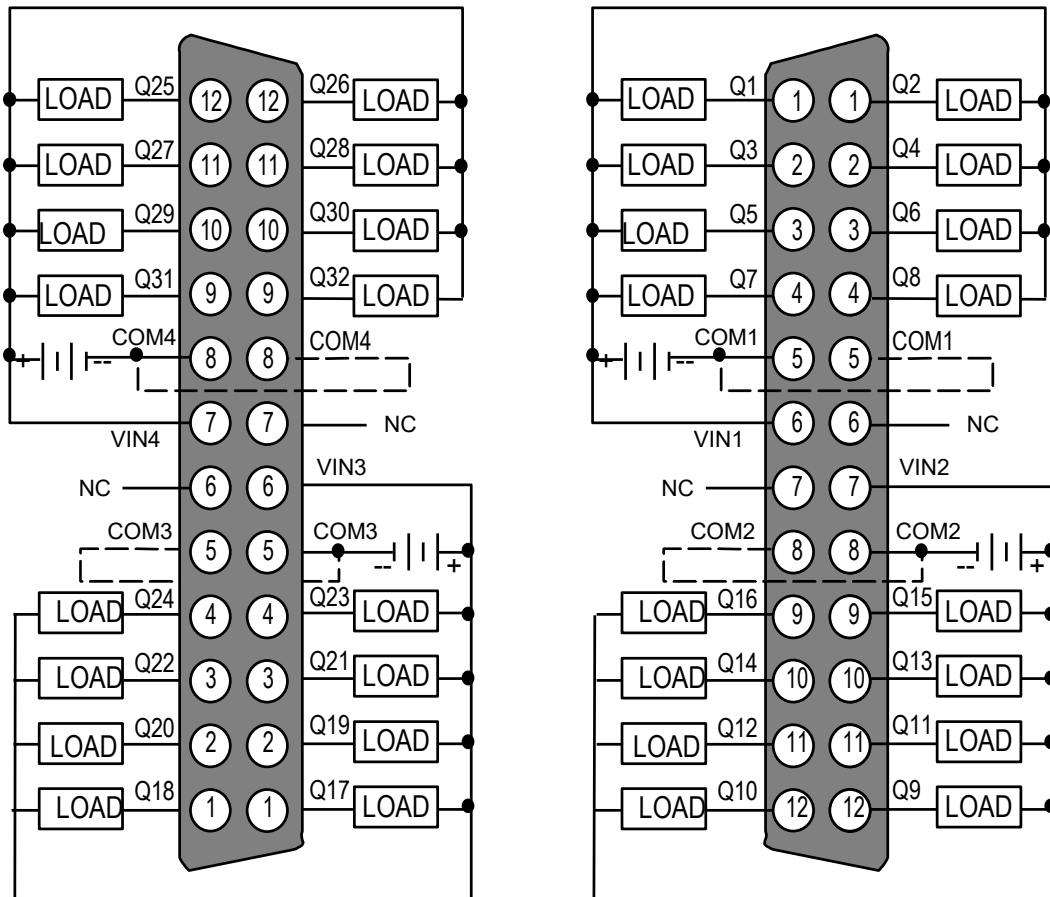 LOAD Q25 12 12 Q26 LOAD
LOAD Q27 11 11 Q28 LOAD
LOAD Q29 10 10 Q30 LOAD
LOAD Q31 9 9 Q32 LOAD
+ -- COM4 8 8 COM4
VIN4 7 7 NC
NC 6 6 VIN3
COM3 5 5 COM3 -- +
LOAD Q24 4 4 Q23 LOAD
LOAD Q22 3 3 Q21 LOAD
LOAD Q20 2 2 Q19 LOAD
LOAD Q18 1 1 Q17 LOAD
LOAD Q1 1 1 Q2 LOAD
LOAD Q3 2 2 Q4 LOAD
LOAD Q5 3 3 Q6 LOAD
LOAD Q7 4 4 Q8 LOAD
+ -- COM1 5 5 COM1
VIN1 6 6 NC
NC 7 7 VIN2
COM2 8 8 COM2 -- +
LOAD Q16 9 9 Q15 LOAD
LOAD Q14 10 10 Q13 LOAD
LOAD Q12 11 11 Q11 LOAD
LOAD Q10 12 12 Q9 LOAD